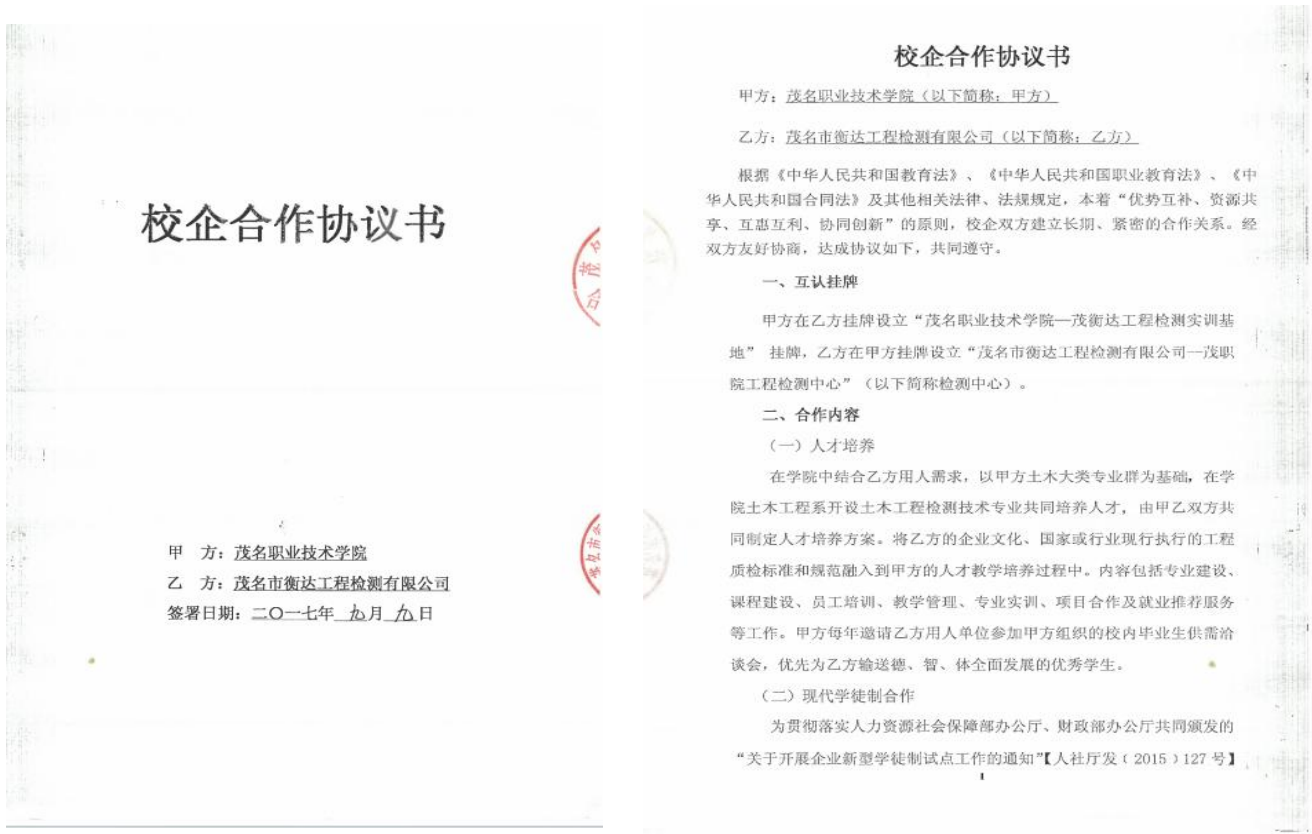 校企合作协议书
甲 方：茂名职业技术学院
乙 方：茂名市衡达工程检测有限公司
签署日期：二〇一七年 九月 九日
校企合作协议书
甲方：茂名职业技术学院（以下简称：甲方）
乙方：茂名市衡达工程检测有限公司（以下简称：乙方）
根据《中华人民共和国教育法》、《中华人民共和国职业教育法》、《中
华人民共和国合同法》及其他相关法律、法规规定，本着“优势互补、资源共
享、互惠互利、协同创新”的原则，校企双方建立长期、紧密的合作关系。经
双方友好协商，达成协议如下，共同遵守。
一、互认挂牌
甲方在乙方挂牌设立“茂名职业技术学院—茂衡达工程检测实训基
地” 挂牌，乙方在甲方挂牌设立“茂名市衡达工程检测有限公司—茂职
院工程检测中心”（以下简称检测中心）。
二、合作内容
（一）人才培养
在学院中结合乙方用人需求，以甲方土木大类专业群为基础，在学
院土木工程系开设土木工程检测技术专业共同培养人才，由甲乙双方共
同制定人才培养方案。将乙方的企业文化、国家或行业现行执行的工程
质检标准和规范融入到甲方的人才教学培养过程中。内容包括专业建设、
课程建设、员工培训、教学管理、专业实训、项目合作及就业推荐服务
等工作。甲方每年邀请乙方用人单位参加甲方组织的校内毕业生供需洽
谈会，优先为乙方输送德、智、体全面发展的优秀学生。
（二）现代学徒制合作
为贯彻落实人力资源社会保障部办公厅、财政部办公厅共同颁发的
“关于开展企业新型学徒制试点工作的通知”【人社厅发﹝2015﹞127 号】
1